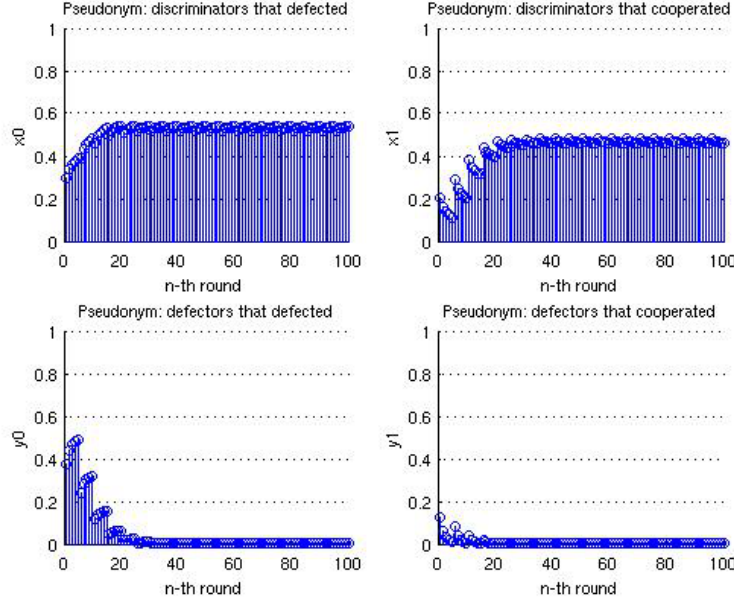 Pseudonym: discriminators that defected
1
0.8
0.6
0.4
0.2
0
x0
0 20 40 60 80 100
n-th round
Pseudonym: discriminators that cooperated
1
0.8
0.6
0.4
0.2
0
x1
0 20 40 60 80 100
n-th round
Pseudonym: defectors that defected
1
0.8
0.6
0.4
0.2
0
y0
0 20 40 60 80 100
n-th round
Pseudonym: defectors that cooperated
1
0.8
0.6
0.4
0.2
0
y1
0 20 40 60 80 100
n-th round